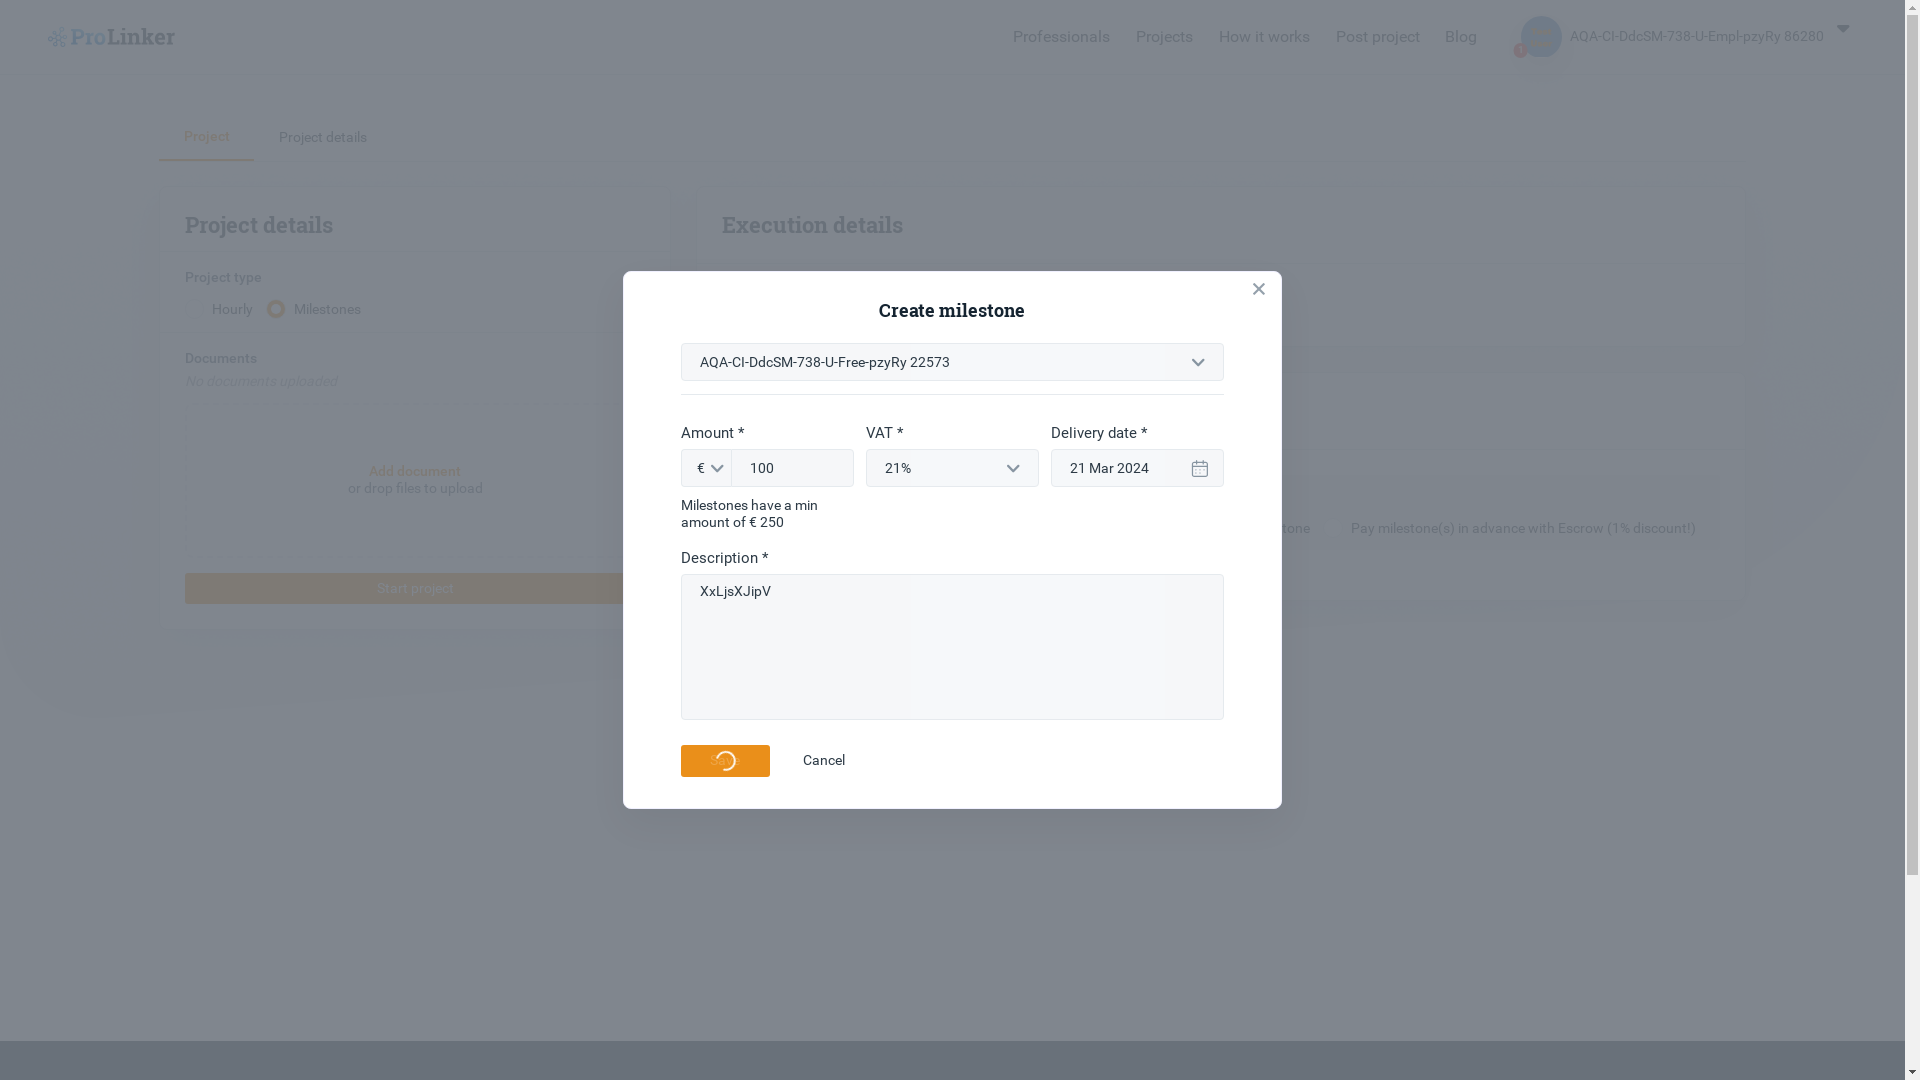 ProLinker
Professionals Projects How it works Post project Blog
1
AQA-CI-DdcSM-738-U-Empl-pzyRy 86280
Project Project details
Project details
Project type
Hourly Milestones
Documents
No documents uploaded
Add document
or drop files to upload
Start project
Execution details
tone
Pay milestone(s) in advance with Escrow (1% discount!)
Create milestone
AQA-CI-DdcSM-738-U-Free-pzyRy 22573
Amount * VAT * Delivery date *
€ 100 21% 21 Mar 2024
Milestones have a min
amount of € 250
Description *
XxLjsXJipV
Save Cancel